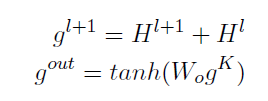 g^{l+1} = H^{l+1} + H^l
g^{out} = tanh(W_o g^K)